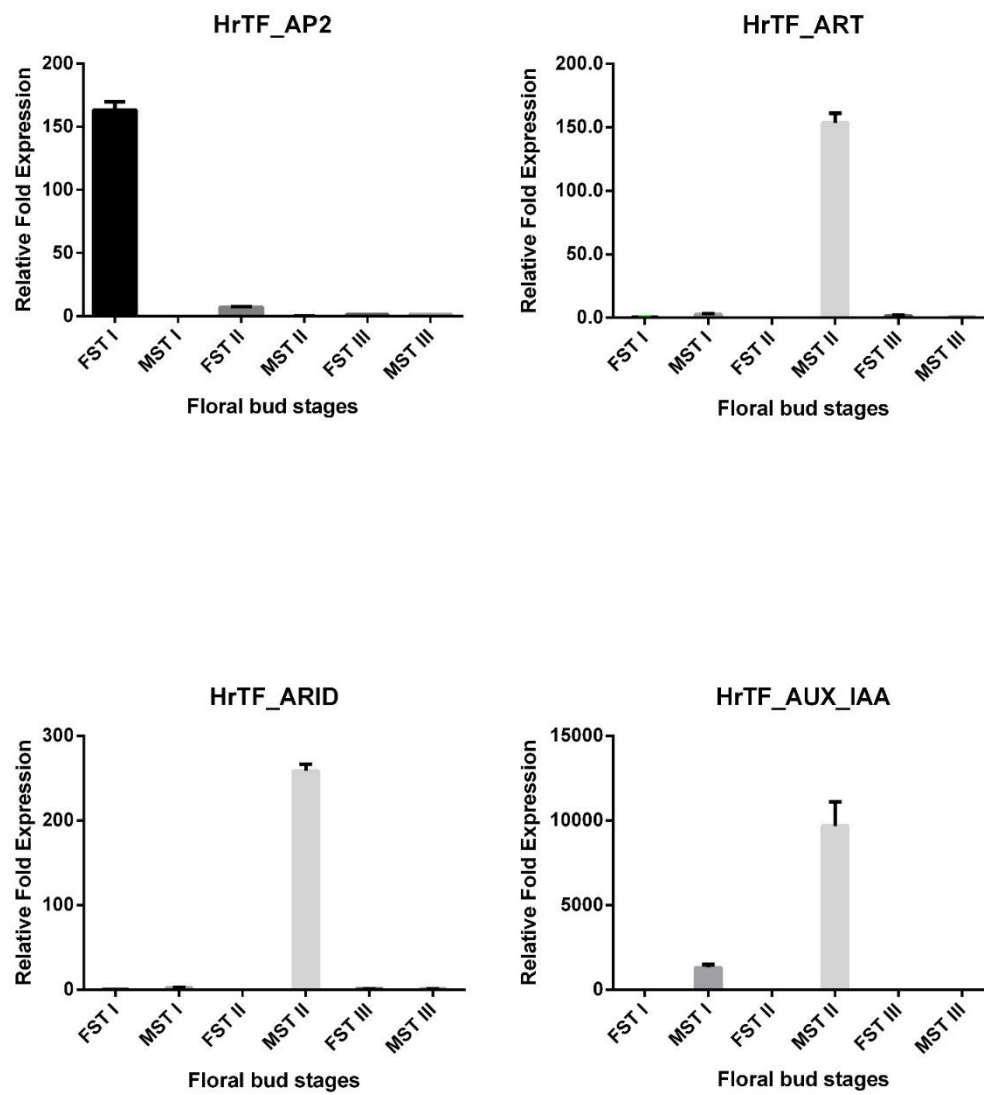 HrTF_AP2
Relative Fold Expression
200
150
100
50
0
FST I
MST I
FST II
MST II
FST III
MST III
Floral bud stages
HrTF_ART
Relative Fold Expression
200.0
150.0
100.0
50.0
0.0
FST I
MST I
FST II
MST II
FST III
MST III
Floral bud stages
HrTF_ARID
Relative Fold Expression
300
200
100
0
FST I
MST I
FST II
MST II
FST III
MST III
Floral bud stages
HrTF_AUX_IAA
Relative Fold Expression
15000
10000
5000
0
FST I
MST I
FST II
MST II
FST III
MST III
Floral bud stages